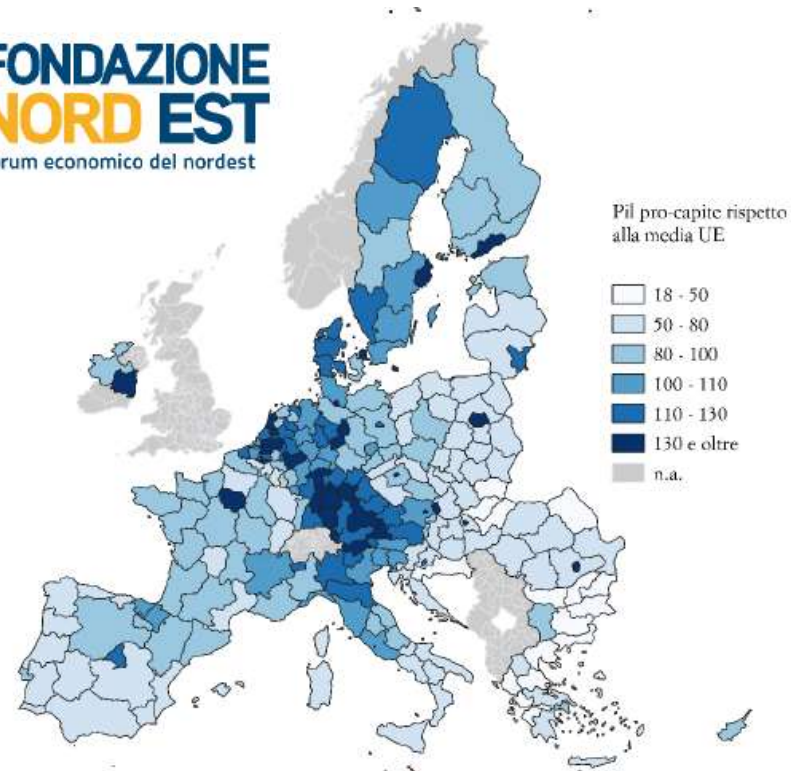 FONDAZIONE
NORD EST
rum economico del nordest
Pil pro-capite rispetto
alla media UE
18 - 50
50 - 80
80 - 100
100 - 110
110 - 130
130 e oltre
n.a.